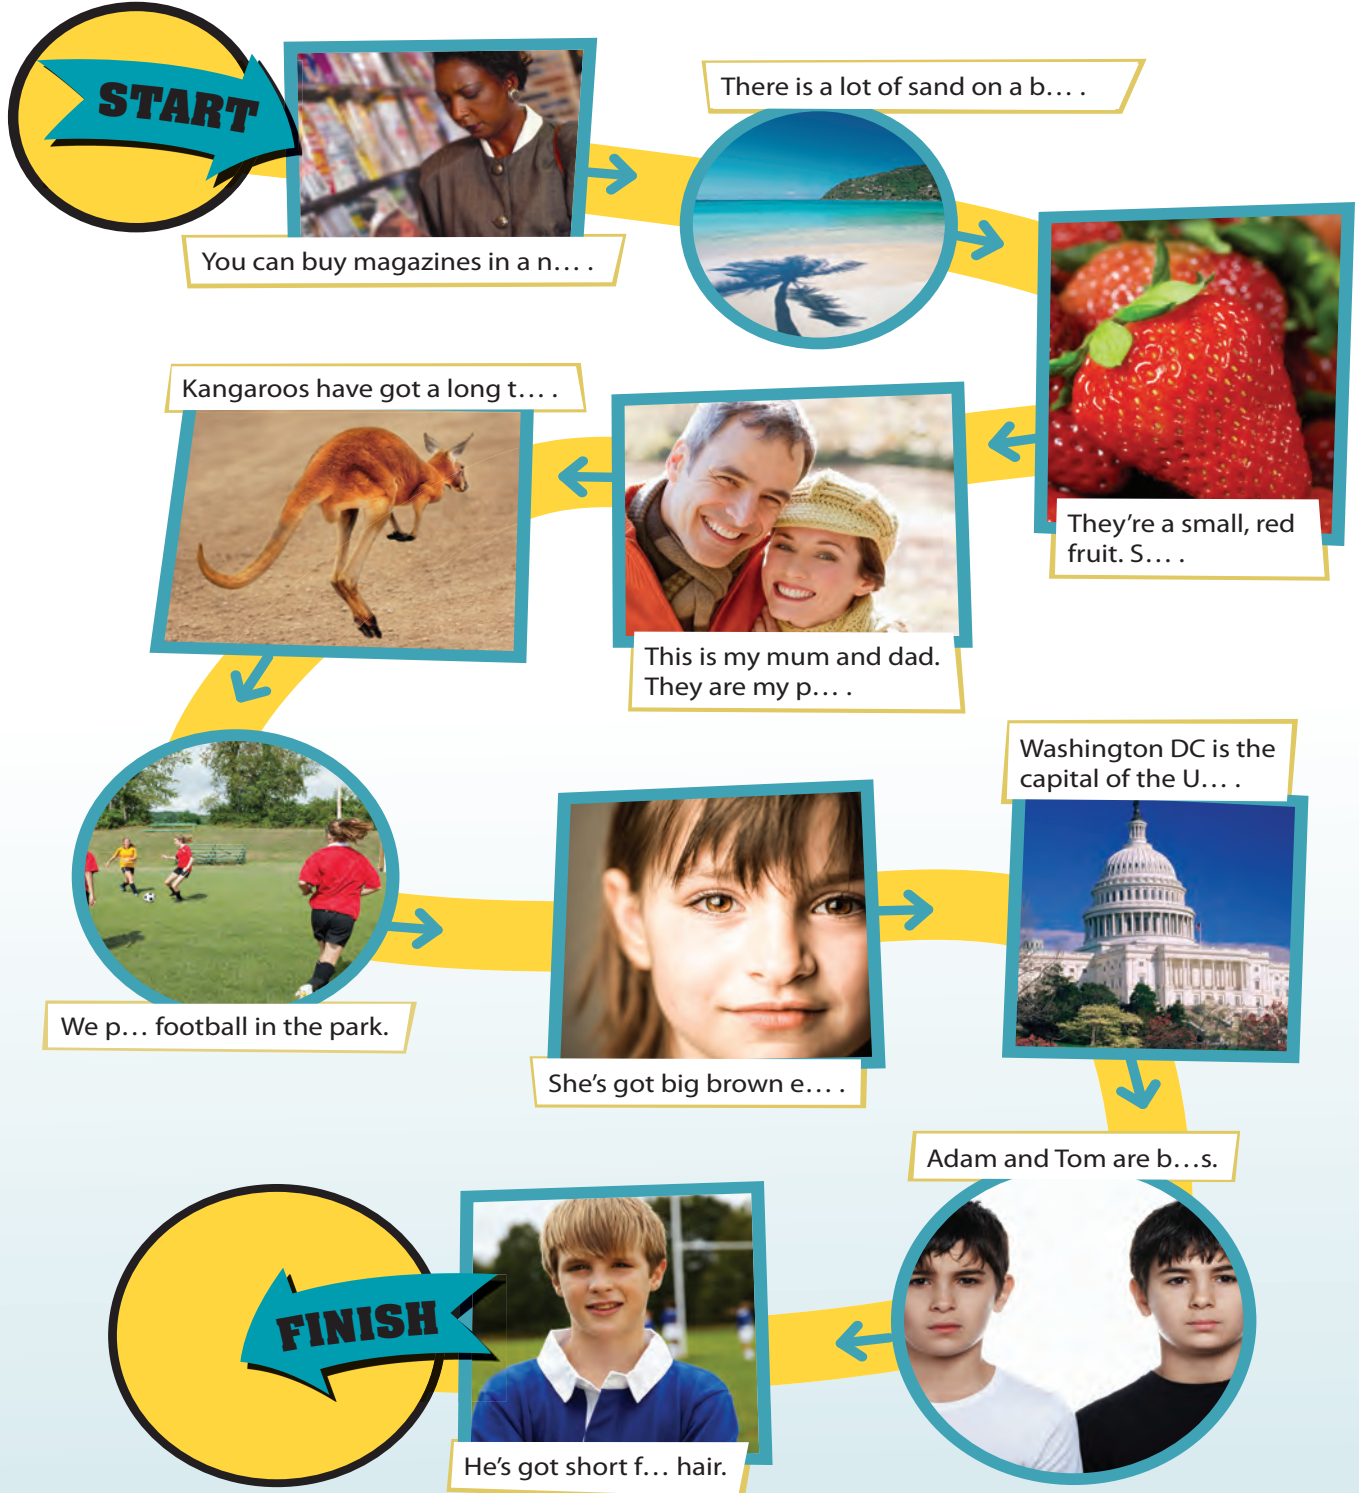 START
You can buy magazines in a n... .
There is a lot of sand on a b... .
They're a small, red
fruit. S... .
This is my mum and dad.
They are my p... .
Kangaroos have got a long t... .
We p... football in the park.
She's got big brown e... .
Washington DC is the
capital of the U... .
Adam and Tom are b...s.
He's got short f... hair.
FINISH